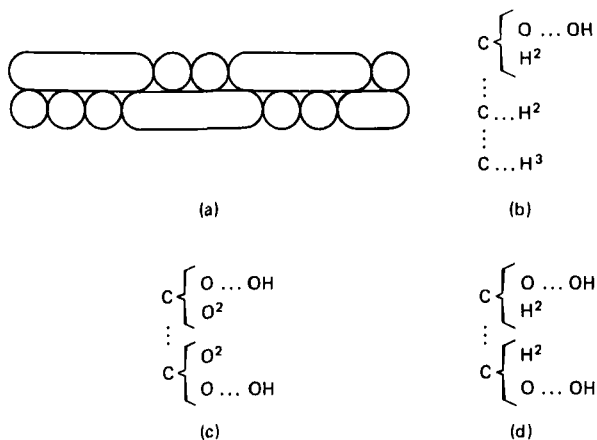 C { O ... OH
H²
C ... H²
C ... H³
(a)
(b)
C { O ... OH
O²
C { O²
O ... OH
(c)
C { O ... OH
H²
C { H²
O ... OH
(d)